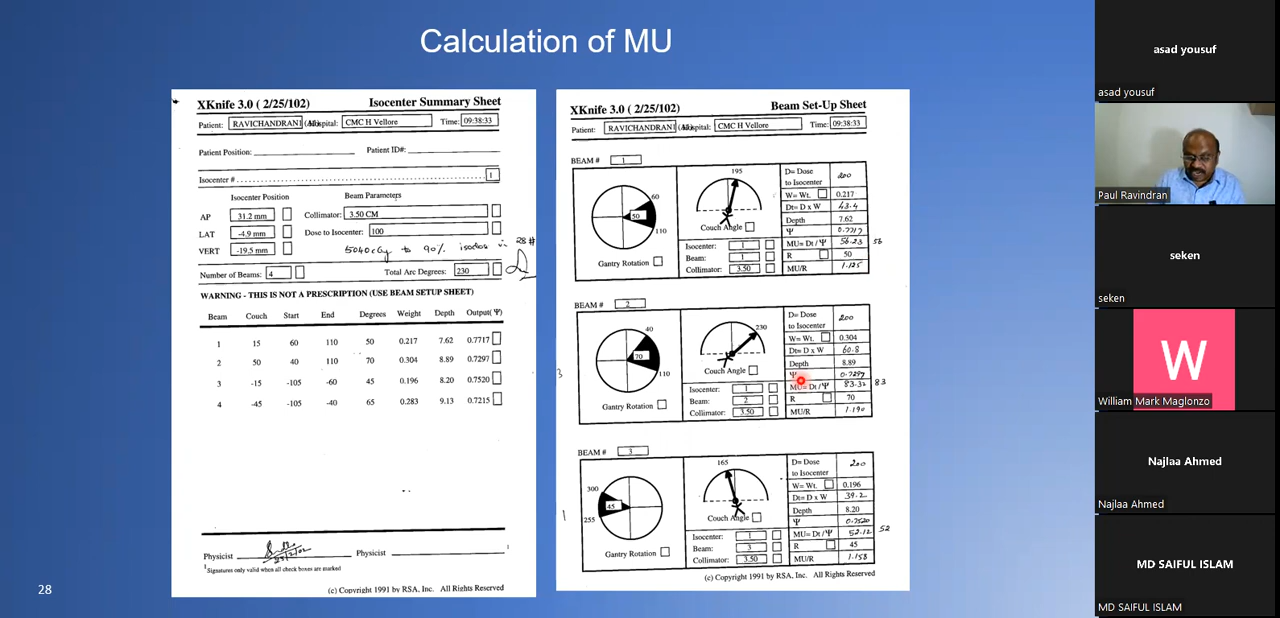 Calculation of MU
XKnife 3.0 ( 2/25/102) Isocenter Summary Sheet
Patient: RAVICHANDRANI Hospital: CMC H Vellore Time: 09:38:33
Patient Position: Patient ID#:
Isocenter # 1
Isocenter Position Beam Parameters
AP 31.2 mm Collimator: 3.50 CM
LAT -4.9 mm Dose to Isocenter: 100
VERT -19.5 mm 5040cGy to 90% isodose in 28#
Number of Beams: 4 Total Arc Degrees: 230
WARNING - THIS IS NOT A PRESCRIPTION (USE BEAM SETUP SHEET)
Beam Couch Start End Degrees Weight Depth Output(Ψ)
1 15 60 110 50 0.217 7.62 0.7717
2 50 40 110 70 0.304 8.89 0.7297
3 -15 -105 -60 45 0.196 8.20 0.7520
4 -45 -105 -40 65 0.283 9.13 0.7215
Physicist Physicist 1
1 Signatures only valid when all check boxes are marked
(c) Copyright 1991 by RSA, Inc. All Rights Reserved
XKnife 3.0 ( 2/25/102) Beam Set-Up Sheet
Patient: RAVICHANDRANI Hospital: CMC H Vellore Time: 09:38:33
BEAM # 1
60
50
110
Gantry Rotation
195
Couch Angle
Isocenter: 1
Beam: 1
Collimator: 3.50
D= Dose
to Isocenter 200
W= Wt. 0.217
Dt= D x W 43.4
Depth 7.62
Ψ 0.7717
MU= Dt / Ψ 56.23 56
R 50
MU/R 1.125
BEAM # 2
40
70
110
3
Gantry Rotation
230
Couch Angle
Isocenter: 1
Beam: 2
Collimator: 3.50
D= Dose
to Isocenter 200
W= Wt. 0.304
Dt= D x W 60.8
Depth 8.89
Ψ 0.7297
MU= Dt / Ψ 83.32 83
R 70
MU/R 1.190
BEAM # 3
300
45
255
1
Gantry Rotation
165
Couch Angle
Isocenter: 1
Beam: 3
Collimator: 3.50
D= Dose
to Isocenter 200
W= Wt. 0.196
Dt= D x W 39.2
Depth 8.20
Ψ 0.7520
MU= Dt / Ψ 52.12 52
R 45
MU/R 1.158
(c) Copyright 1991 by RSA, Inc. All Rights Reserved
28
asad yousuf
asad yousuf
Paul Ravindran
seken
seken
W
William Mark Maglonzo
Najlaa Ahmed
Najlaa Ahmed
MD SAIFUL ISLAM
MD SAIFUL ISLAM